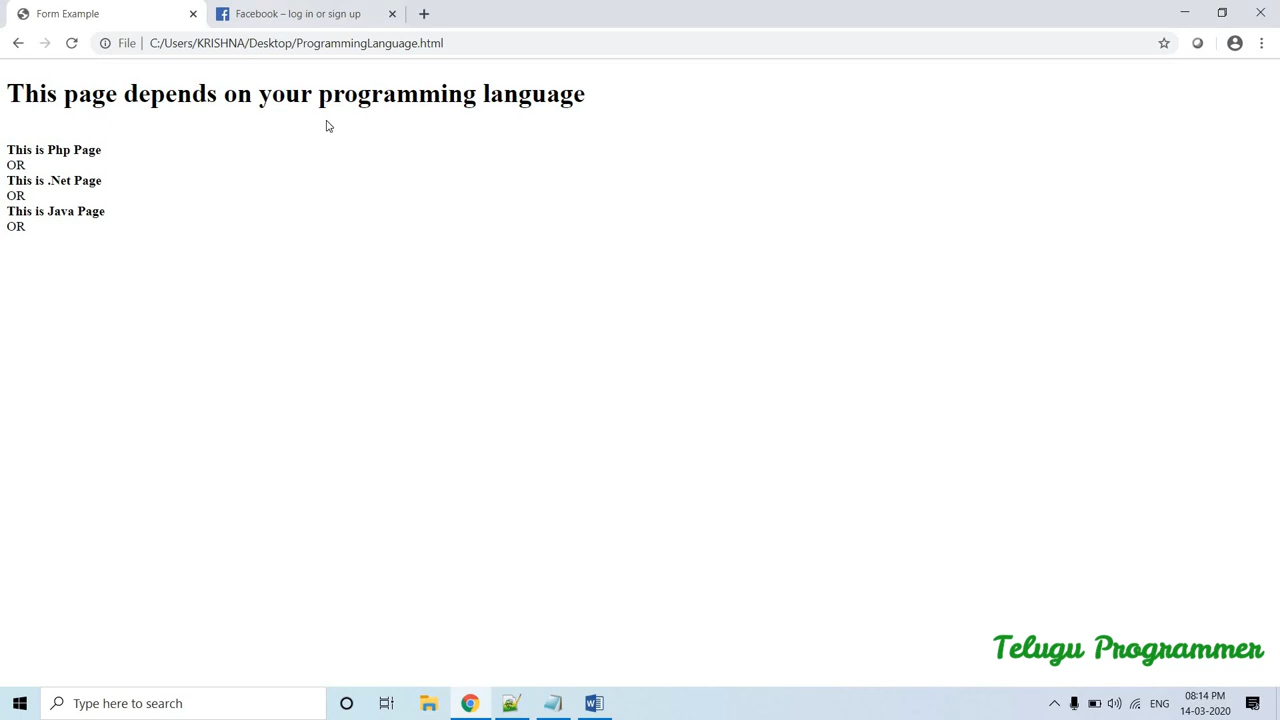 Form Example
Facebook – log in or sign up
File
C:/Users/KRISHNA/Desktop/ProgrammingLanguage.html
This page depends on your programming language
This is Php Page
OR
This is .Net Page
OR
This is Java Page
OR
Telugu Programmer
Type here to search
ENG
08:14 PM
14-03-2020